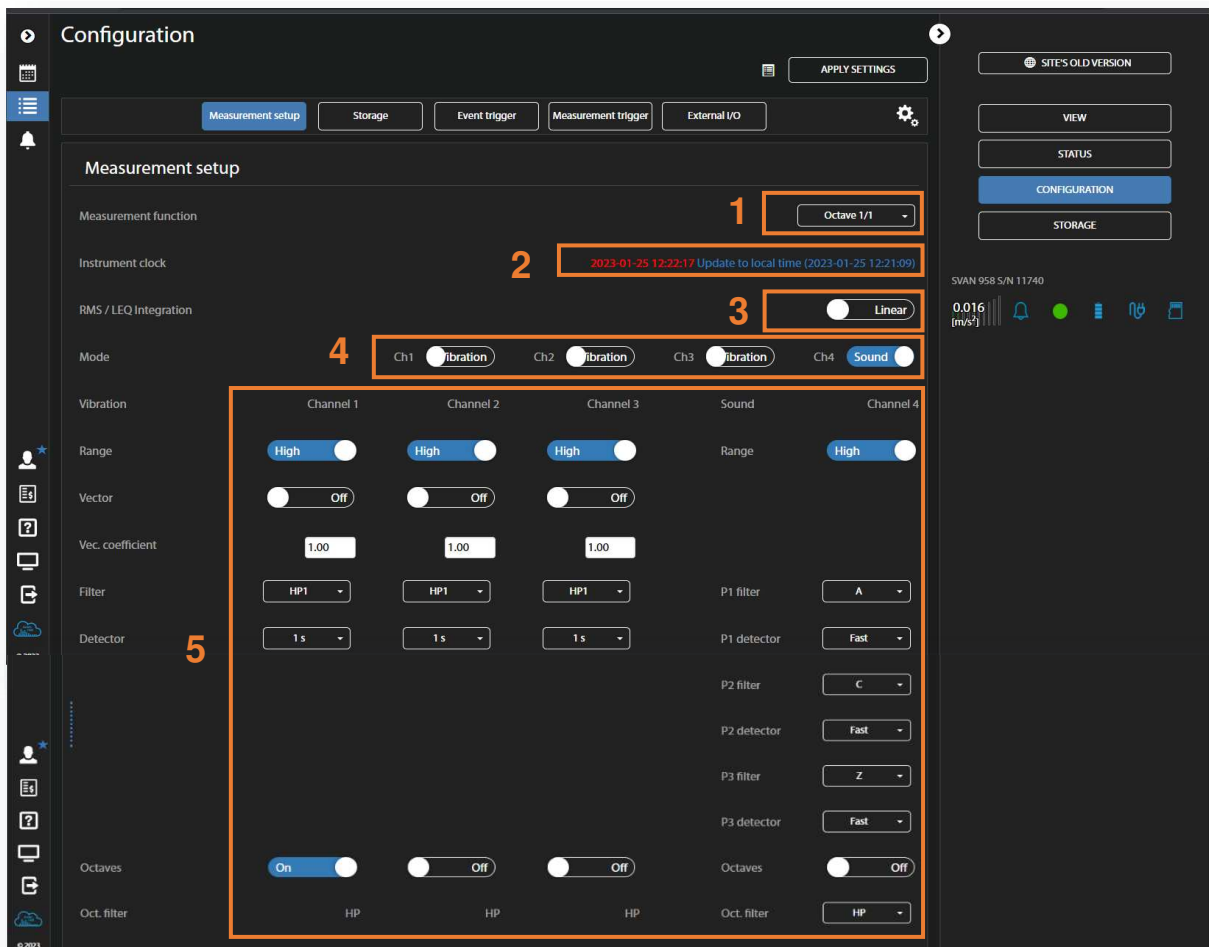 Configuration
APPLY SETTINGS
SITE'S OLD VERSION
Measurement setup Storage Event trigger Measurement trigger External I/O
VIEW
STATUS
CONFIGURATION
STORAGE
Measurement setup
Measurement function 1 Octave 1/1
Instrument clock 2 2023-01-25 12:22:17 Update to local time (2023-01-25 12:21:09)
SVAN 958 S/N 11740
0.016
[m/s²]
RMS / LEQ Integration 3 Linear
Mode 4 Ch1 ibration Ch2 ibration Ch3 ibration Ch4 Sound
Vibration Channel 1 Channel 2 Channel 3 Sound Channel 4
Range High High High Range High
Vector Off Off Off
Vec. coefficient 1.00 1.00 1.00
Filter HP1 HP1 HP1 P1 filter A
Detector 5 1 s 1 s 1 s P1 detector Fast
P2 filter C
P2 detector Fast
P3 filter Z
P3 detector Fast
Octaves On Off Off Octaves Off
Oct. filter HP HP HP Oct. filter HP
© 2023